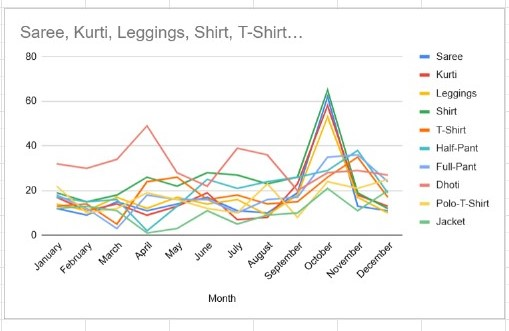 Saree, Kurti, Leggings, Shirt, T-Shirt...
80
60
40
20
0
January
February
March
April
May
June
July
August
September
October
November
December
Month
Saree
Kurti
Leggings
Shirt
T-Shirt
Half-Pant
Full-Pant
Dhoti
Polo-T-Shirt
Jacket